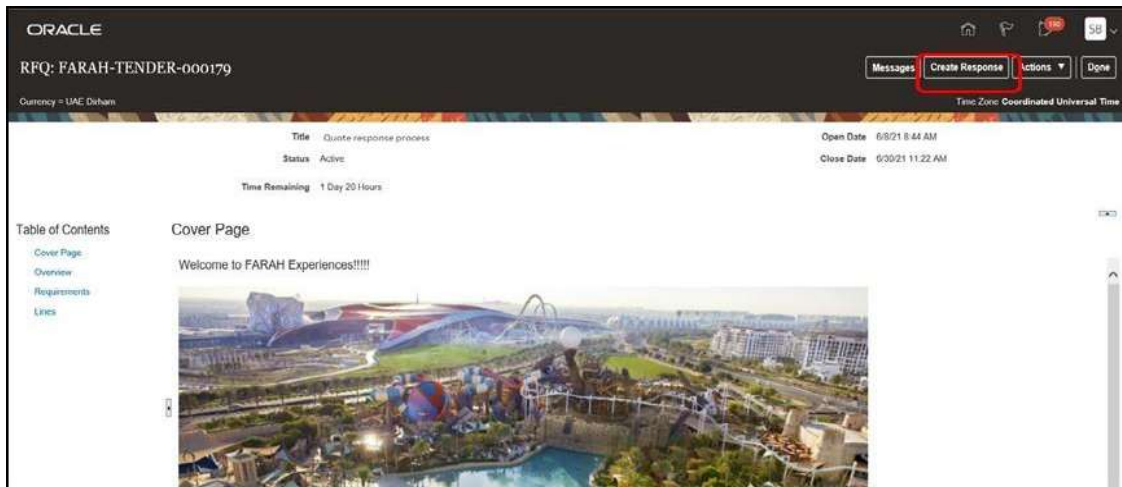 ORACLE
190
SB
RFQ: FARAH-TENDER-000179
Messages Create Response Actions Done
Currency = UAE Dirham
Time Zone Coordinated Universal Time
Title Quote response process
Open Date 6/8/21 8:44 AM
Status Active
Close Date 6/30/21 11:22 AM
Time Remaining 1 Day 20 Hours
Table of Contents
Cover Page
Cover Page
Overview
Requirements
Lines
Welcome to FARAH Experiences!!!!!